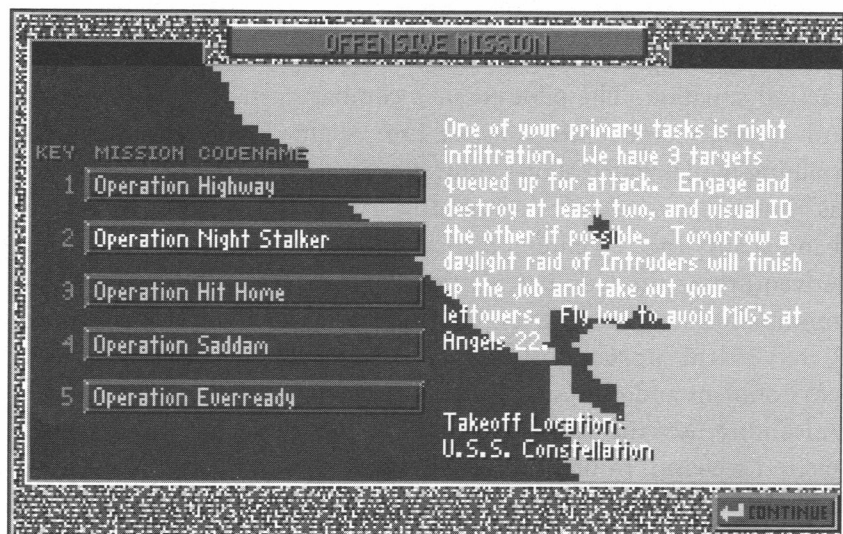 OFFENSIVE MISSION
KEY MISSION CODENAME
1 Operation Highway
2 Operation Night Stalker
3 Operation Hit Home
4 Operation Saddam
5 Operation Everready
One of your primary tasks is night
infiltration. We have 3 targets
queued up for attack. Engage and
destroy at least two, and visual ID
the other if possible. Tomorrow a
daylight raid of Intruders will finish
up the job and take out your
leftovers. Fly low to avoid MiG's at
Angels 22.
Takeoff Location:
U.S.S. Constellation
CONTINUE